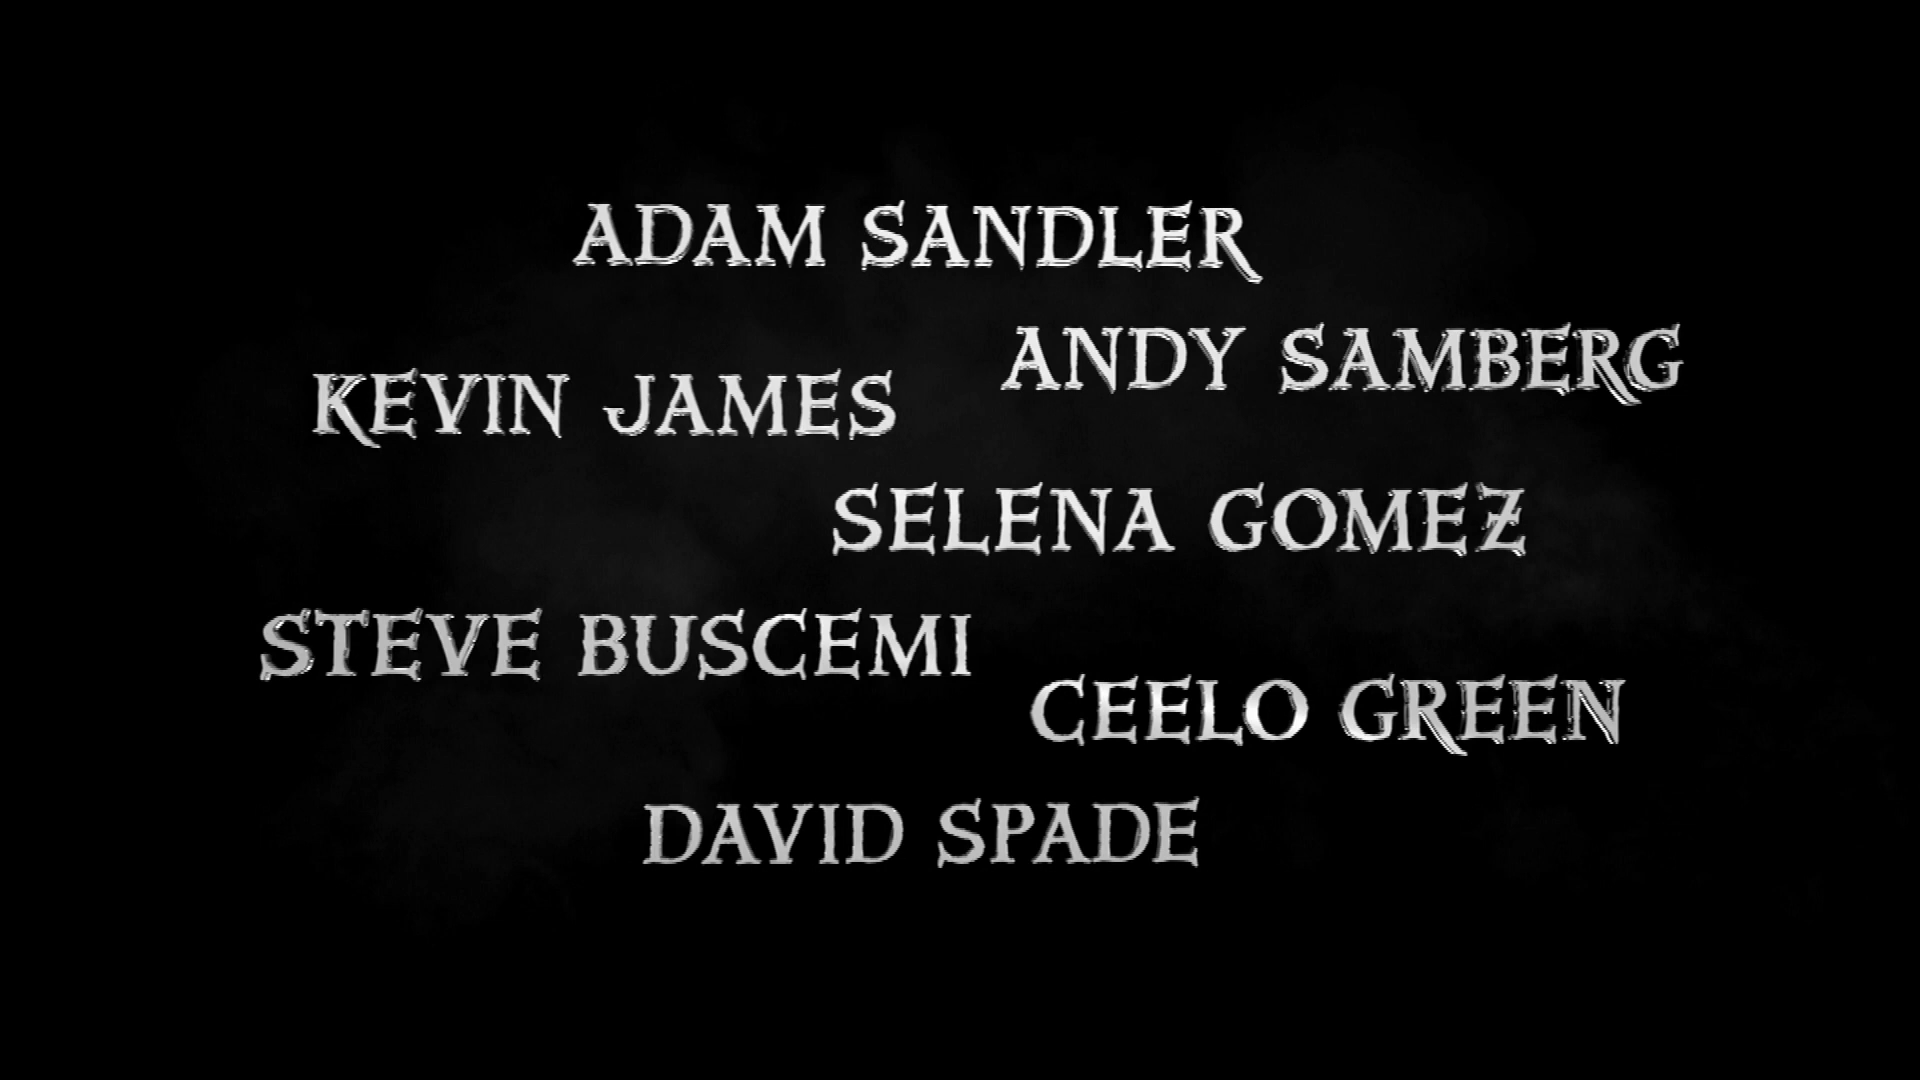 ADAM SANDLER
ANDY SAMBERG
KEVIN JAMES
SELENA GOMEZ
STEVE BUSCEMI
CEELO GREEN
DAVID SPADE